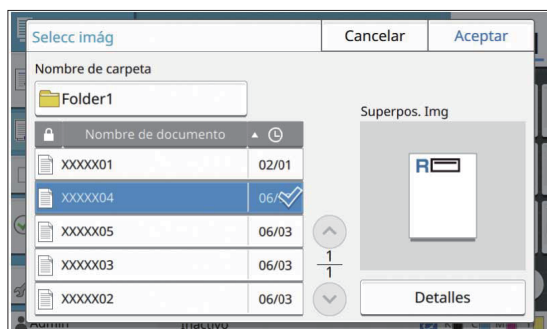 Selecc imág
Cancelar
Aceptar
Nombre de carpeta
Folder1
Superpos. Img
Nombre de documento
XXXXX01 02/01
XXXXX04 06/
XXXXX05 06/03
XXXXX03 06/03
XXXXX02 06/03
R
1
1
Detalles
Admin Inactivo K C M Y